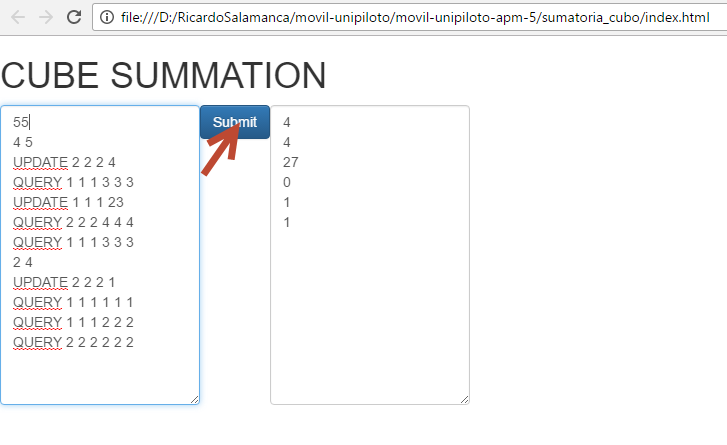 file:///D:/RicardoSalamanca/movil-unipiloto/movil-unipiloto-apm-5/sumatoria_cubo/index.html
CUBE SUMMATION
55
4 5
UPDATE 2 2 2 4
QUERY 1 1 1 3 3 3
UPDATE 1 1 1 23
QUERY 2 2 2 4 4 4
QUERY 1 1 1 3 3 3
2 4
UPDATE 2 2 2 1
QUERY 1 1 1 1 1 1
QUERY 1 1 1 2 2 2
QUERY 2 2 2 2 2 2
Submit
4
4
27
0
1
1